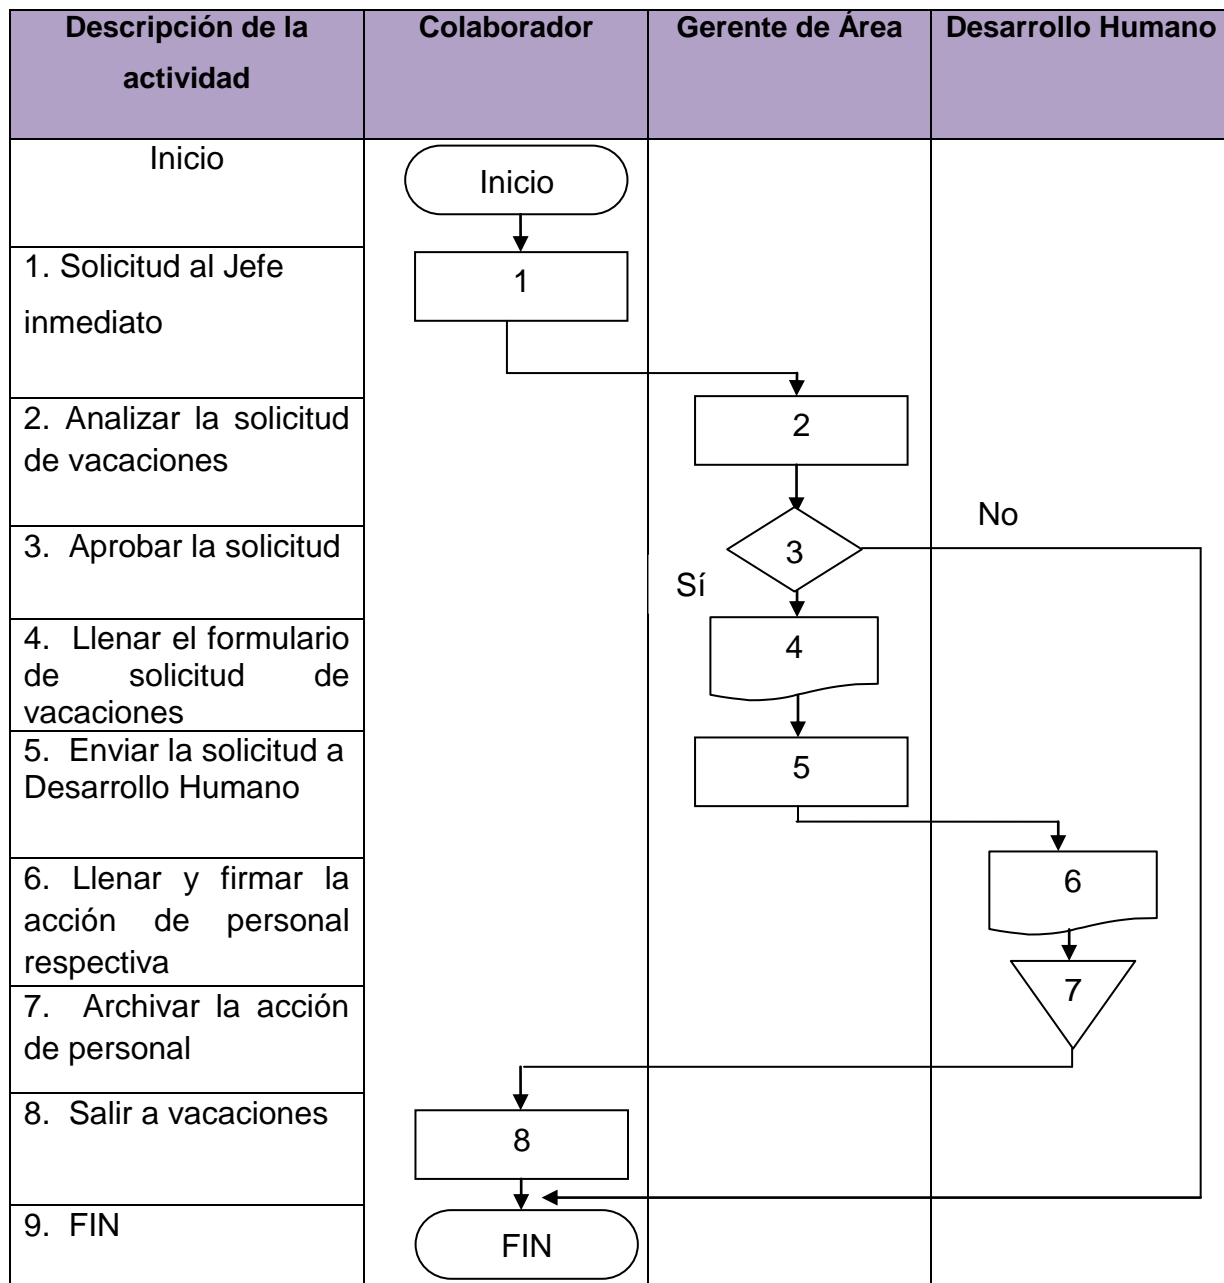 Descripción de la
actividad
Colaborador
Gerente de Área
Desarrollo Humano
Inicio
Inicio
1. Solicitud al Jefe
inmediato
1
2. Analizar la solicitud
de vacaciones
2
No
3. Aprobar la solicitud
3
Sí
4. Llenar el formulario
de solicitud de
vacaciones
4
5. Enviar la solicitud a
Desarrollo Humano
5
6. Llenar y firmar la
acción de personal
respectiva
6
7. Archivar la acción
de personal
7
8. Salir a vacaciones
8
9. FIN
FIN